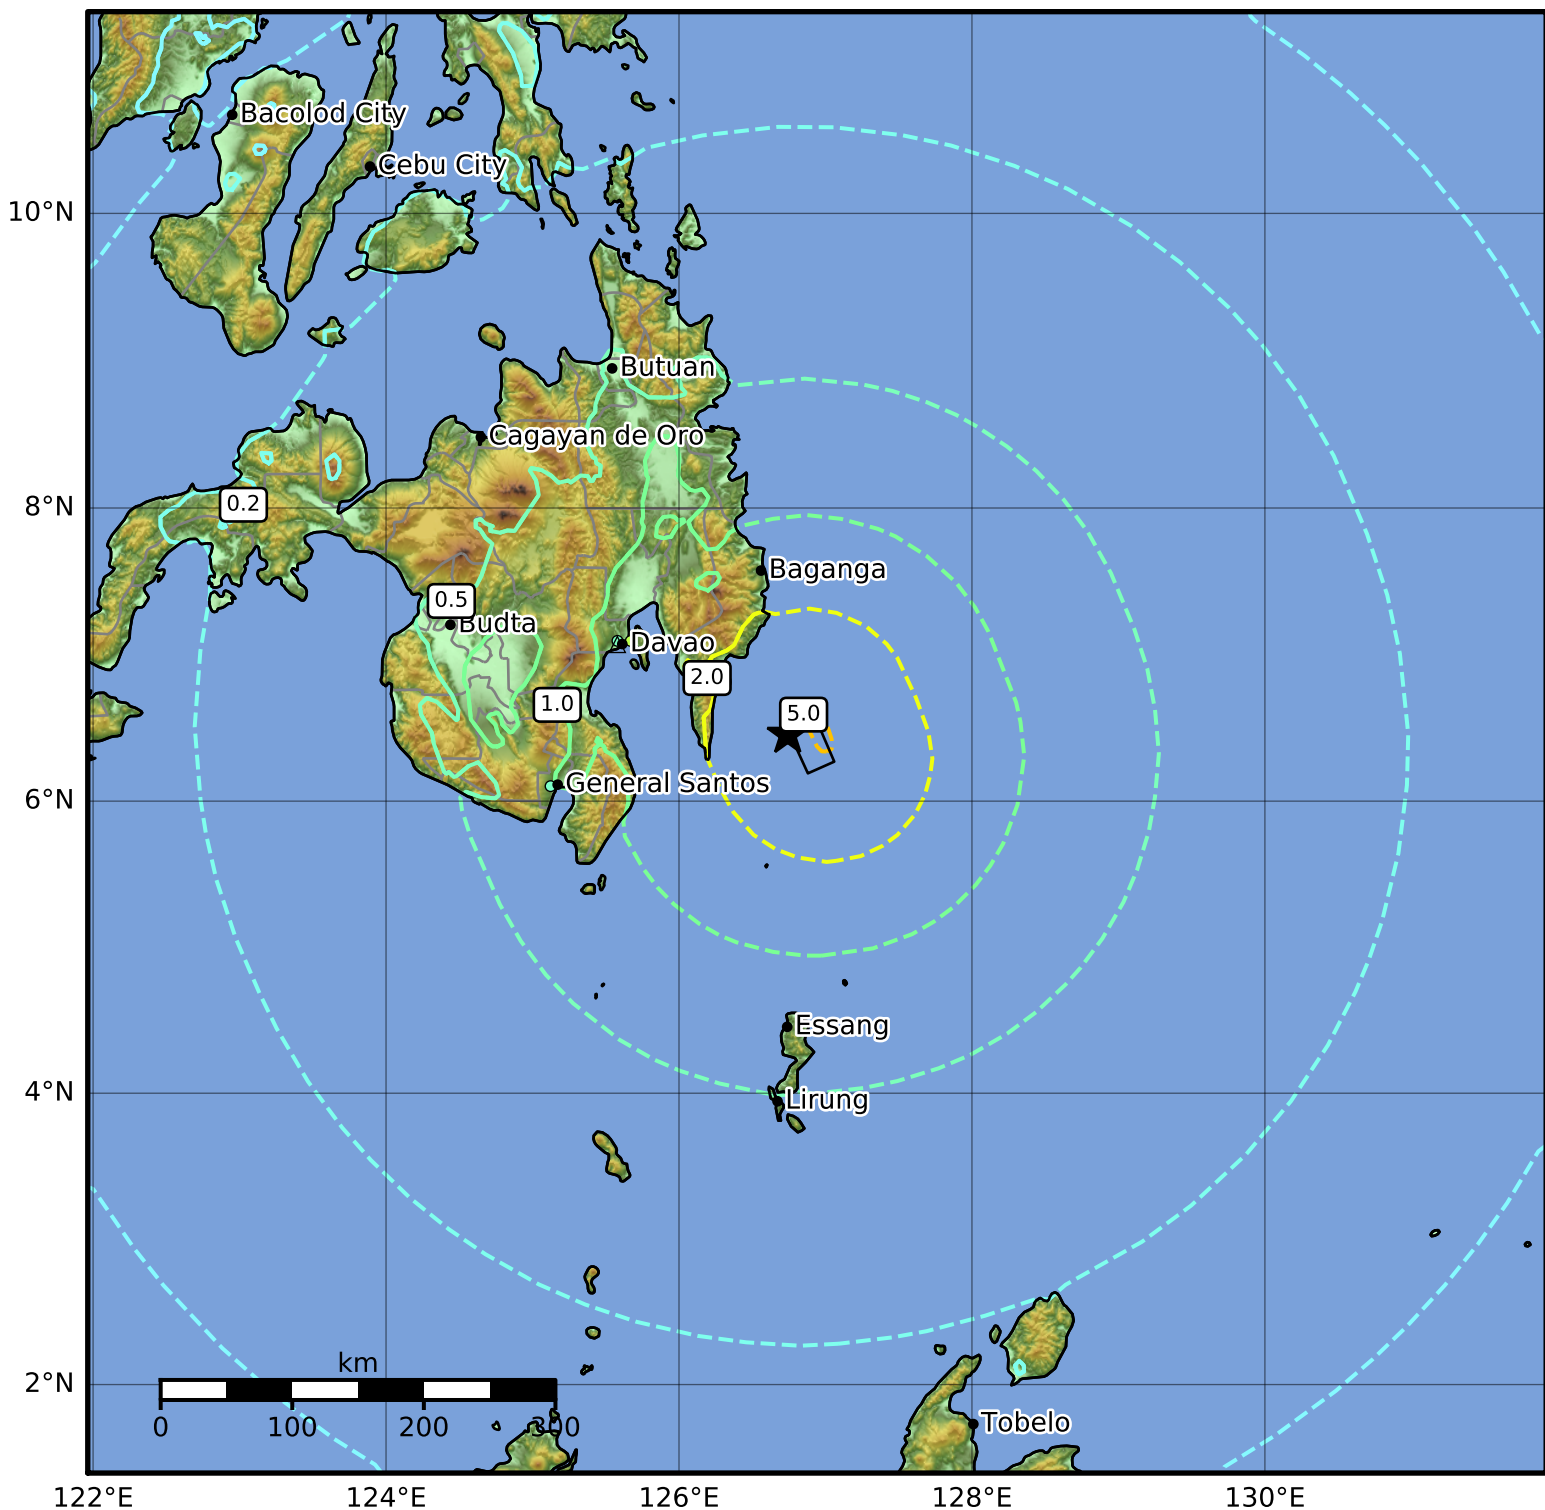 Bacolod City
Cebu City
10°N
Butuan
Cagayan de Oro
8°N
0.2
Baganga
0.5
Budta
Davao
2.0
1.0
5.0
General Santos
6°N
Essang
4°N
Lirung
km
2°N
0
100
200
300
Tobelo
122°E
124°E
126°E
128°E
130°E